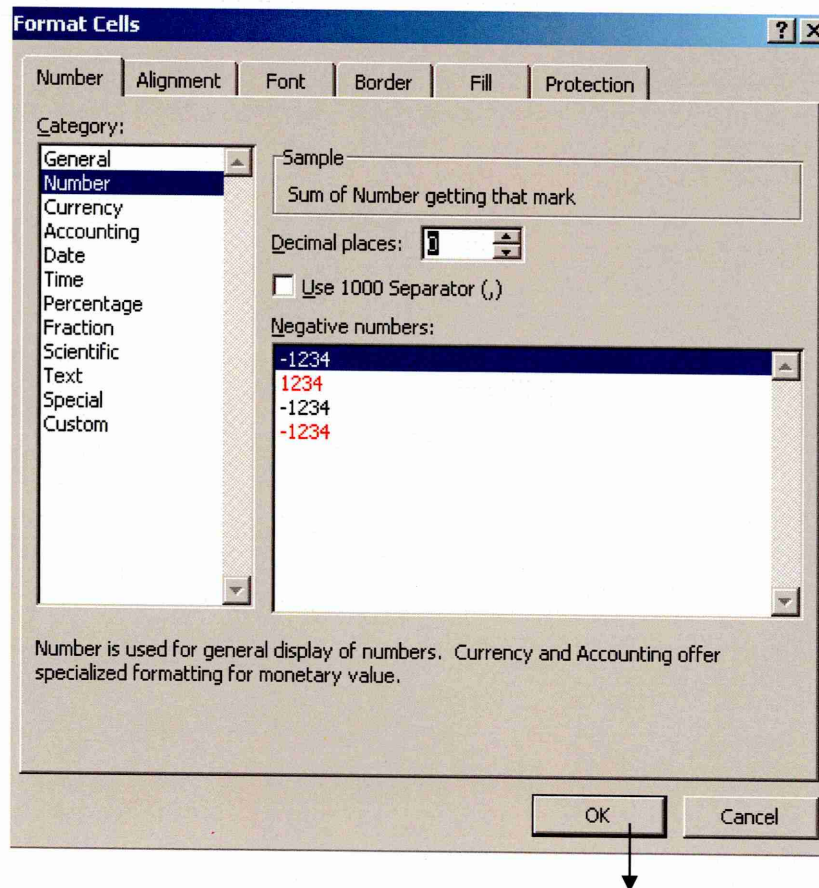 Format Cells
Number Alignment Font Border Fill Protection
Category:
General
Number
Currency
Accounting
Date
Time
Percentage
Fraction
Scientific
Text
Special
Custom
Sample
Sum of Number getting that mark
Decimal places: 0
Use 1000 Separator (,)
Negative numbers:
-1234
1234
-1234
-1234
Number is used for general display of numbers. Currency and Accounting offer
specialized formatting for monetary value.
OK Cancel